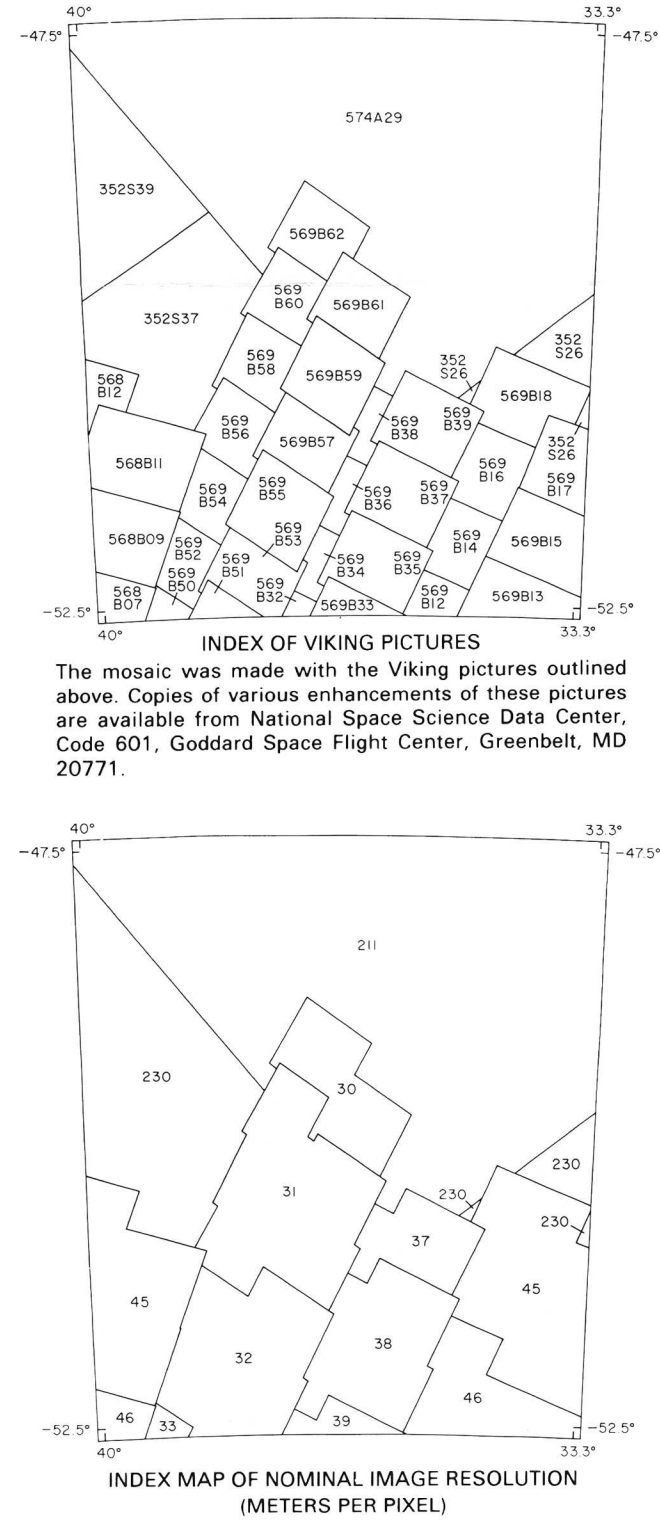 40° 33.3°
−47.5° −47.5°
574A29
352S39
569B62
569
B60
569B61
352S37
352
S26
352
S26
569
B58
569B59
568
B12
569B18
569
B39
569
B38
569
B56
569B57
352
S26
568B11
569
B16
569
B17
569
B55
569
B54
569
B37
569
B36
569
B53
568B09
569
B52
569
B14
569B15
569
B51
569
B35
569
B34
569
B50
569
B32
568
B07
569
B12
569B13
569B33
−52.5° −52.5°
40° 33.3°
INDEX OF VIKING PICTURES
The mosaic was made with the Viking pictures outlined
above. Copies of various enhancements of these pictures
are available from National Space Science Data Center,
Code 601, Goddard Space Flight Center, Greenbelt, MD
20771.
40° 33.3°
−47.5° −47.5°
211
230
30
230
31
230
230
37
45
45
38
32
46
46
33
39
−52.5° −52.5°
40° 33.3°
INDEX MAP OF NOMINAL IMAGE RESOLUTION
(METERS PER PIXEL)